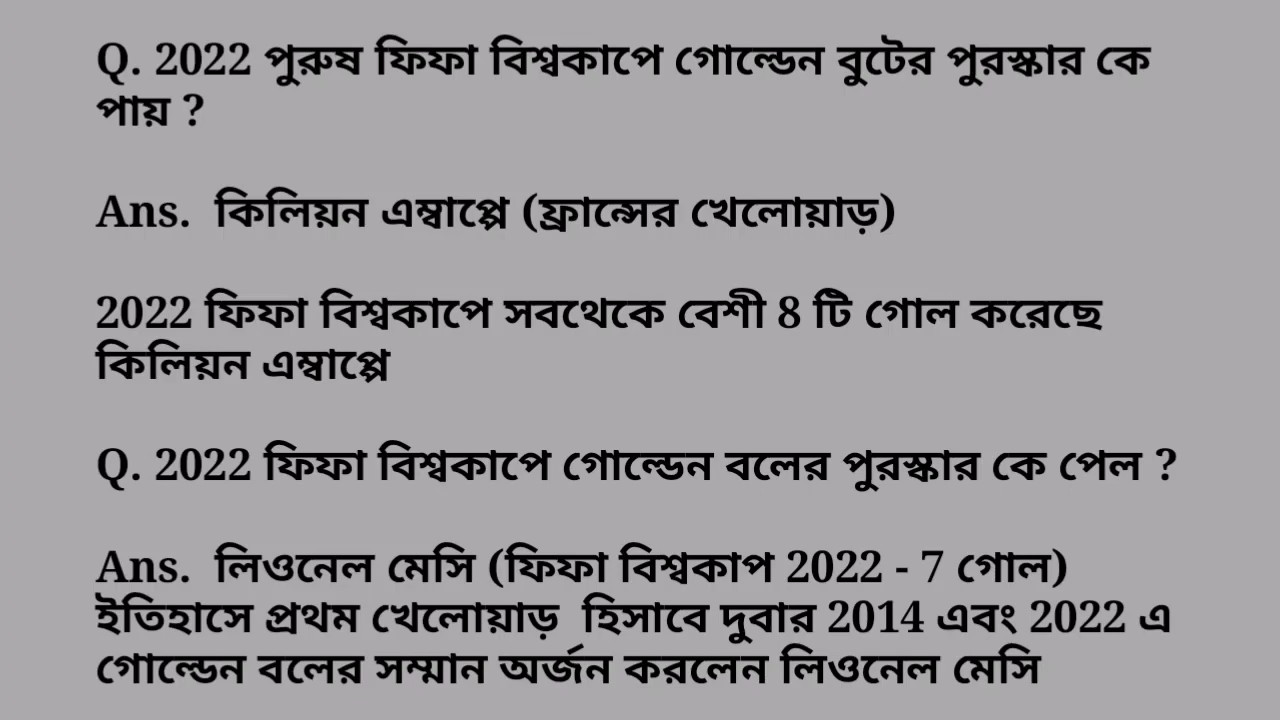 Q. 2022 পুরুষ ফিফা বিশ্বকাপে গোল্ডেন বুটের পুরস্কার কে
পায় ?
Ans. কিলিয়ন এম্বাপ্পে (ফ্রান্সের খেলোয়াড়)
2022 ফিফা বিশ্বকাপে সবথেকে বেশী 8 টি গোল করেছে
কিলিয়ন এম্বাপ্পে
Q. 2022 ফিফা বিশ্বকাপে গোল্ডেন বলের পুরস্কার কে পেল ?
Ans. লিওনেল মেসি (ফিফা বিশ্বকাপ 2022 - 7 গোল)
ইতিহাসে প্রথম খেলোয়াড় হিসাবে দুবার 2014 এবং 2022 এ
গোল্ডেন বলের সম্মান অর্জন করলেন লিওনেল মেসি